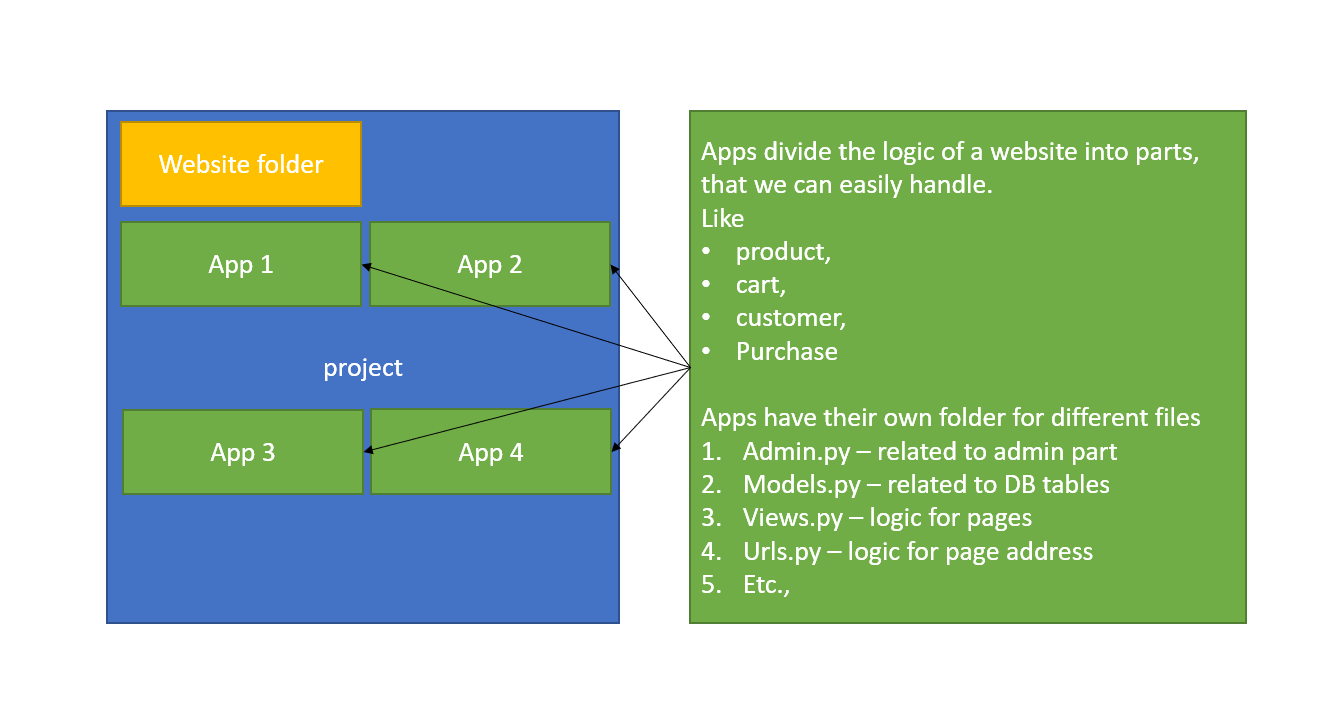 Website folder
App 1
App 2
project
App 3
App 4
Apps divide the logic of a website into parts,
that we can easily handle.
Like
• product,
• cart,
• customer,
• Purchase
Apps have their own folder for different files
1. Admin.py – related to admin part
2. Models.py – related to DB tables
3. Views.py – logic for pages
4. Urls.py – logic for page address
5. Etc.,